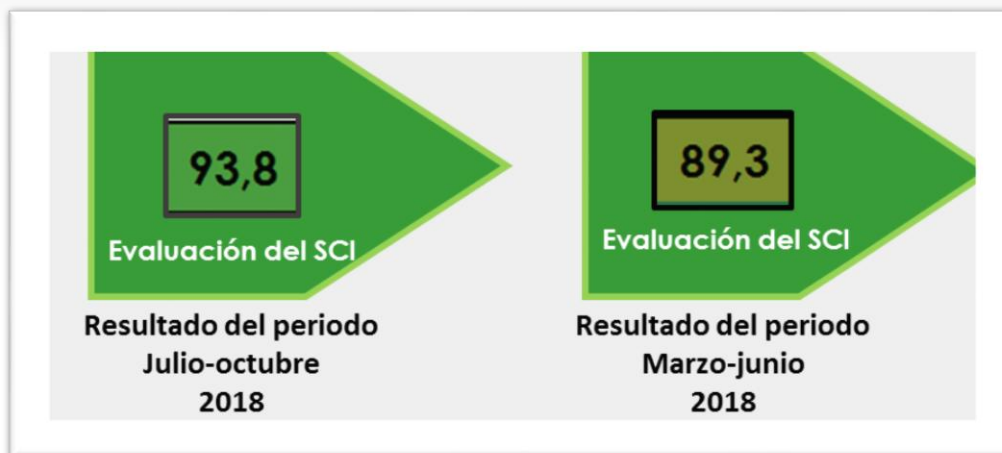 93,8
Evaluación del SCI
Resultado del periodo
Julio-octubre
2018
89,3
Evaluación del SCI
Resultado del periodo
Marzo-junio
2018